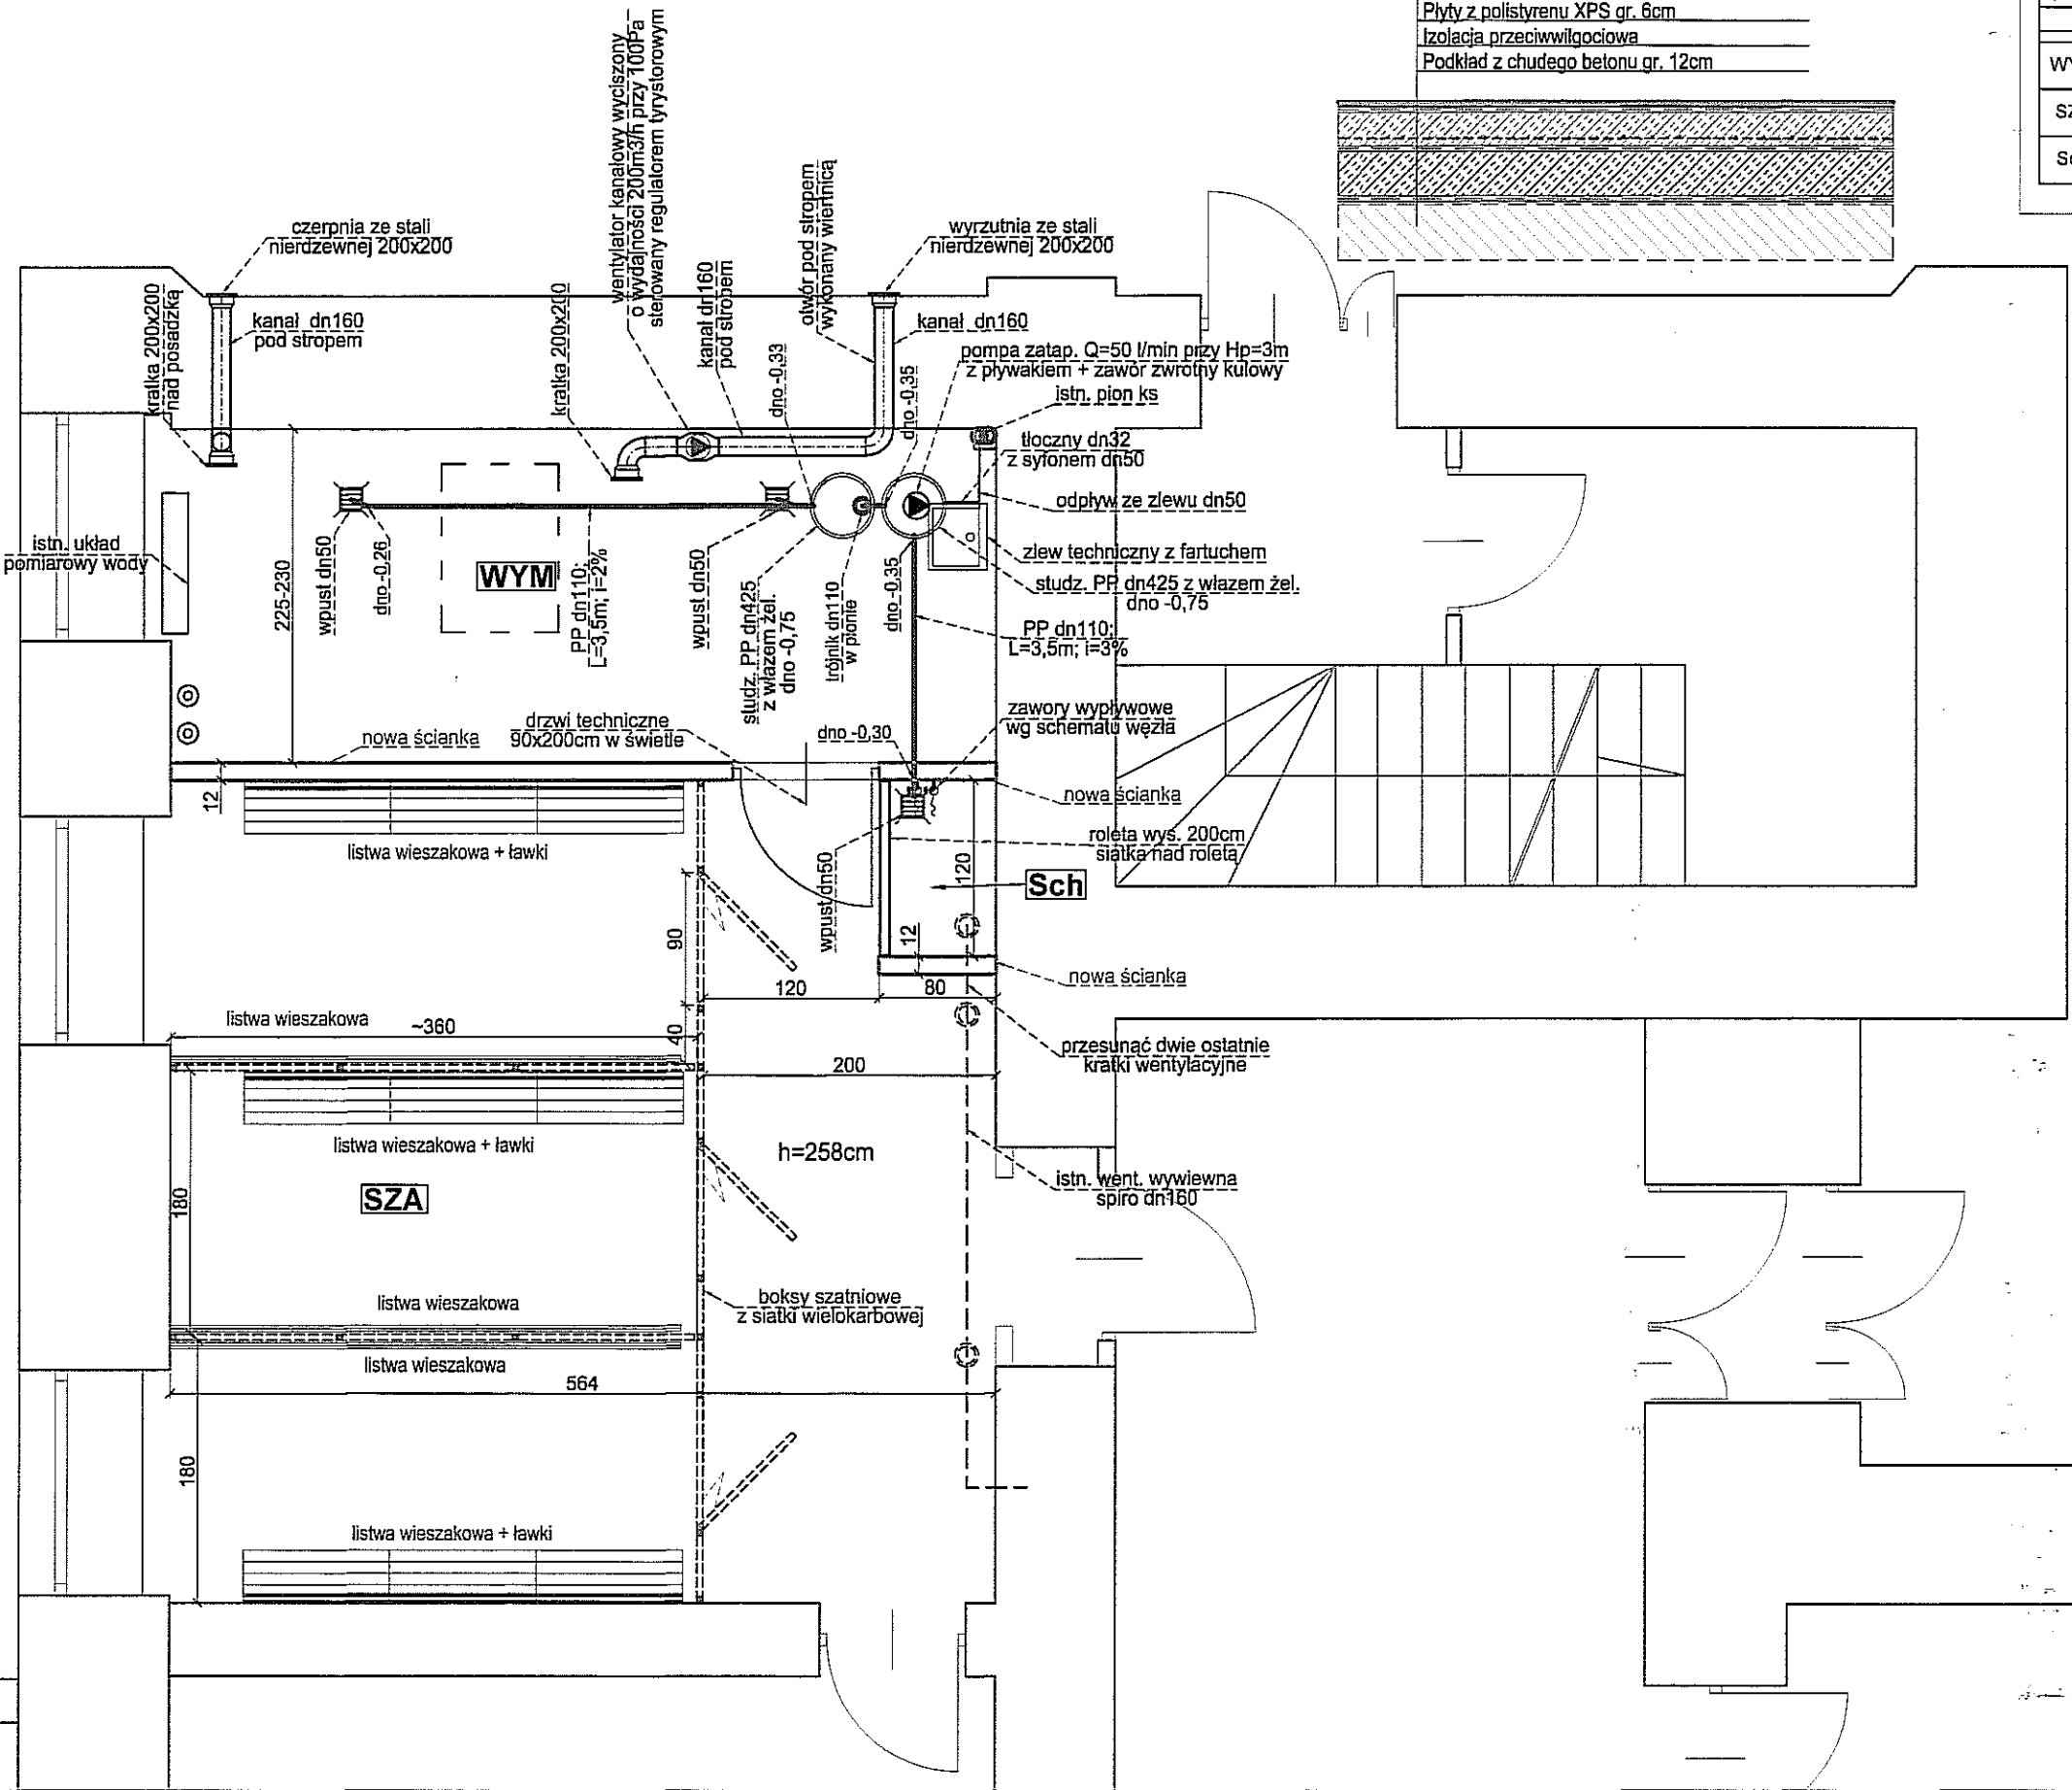 Płyty z polistyrenu XPS gr. 6cm
Izolacja przeciwwilgociowa
Podkład z chudego betonu gr. 12cm
czerpnia ze stali
nierdzewnej 200x200
kratka 200x200
nad posadzką
kanał dn160
pod stropem
kratka 200x200
wentylator kanałowy wyciszony
o wydajności 200m3/h przy 100Pa
sterowany regulatorem tyrystorowym
kanał dn160
pod stropem
dno -0,33
otwór pod stropem
wykonany wiertnicą
wyrzutnia ze stali
nierdzewnej 200x200
kanał dn160
pompa zatap. Q=50 l/min przy Hp=3m
z pływakiem + zawór zwrotny kulowy
dno -0,35
istn. pion ks
tłoczny dn32
z syfonem dn50
odpływ ze zlewu dn50
zlew techniczny z fartuchem
studz. PP dn425 z włazem żel.
dno -0,75
PP dn110;
L=3,5m; i=3%
istn. układ
pomiarowy wody
225-230
wpust dn50
dno -0,26
WYM
PP dn110;
L=3,5m; i=2%
wpust dn50
studz. PP dn425
z włazem żel.
dno -0,75
trójnik dn110
w pionie
dno -0,35
zawory wypływowe
wg schematu węzła
nowa ścianka
drzwi techniczne
90x200cm w świetle
dno -0,30
12
nowa ścianka
roleta wys. 200cm
siatka nad roletą
listwa wieszakowa + ławki
wpust dn50
120
Sch
90
12
nowa ścianka
120
80
listwa wieszakowa
~360
40
przesunąć dwie ostatnie
kratki wentylacyjne
200
listwa wieszakowa + ławki
h=258cm
istn. went. wywiewna
spiro dn160
SZA
180
listwa wieszakowa
boksy szatniowe
z siatki wielokarbowej
listwa wieszakowa
564
180
listwa wieszakowa + ławki